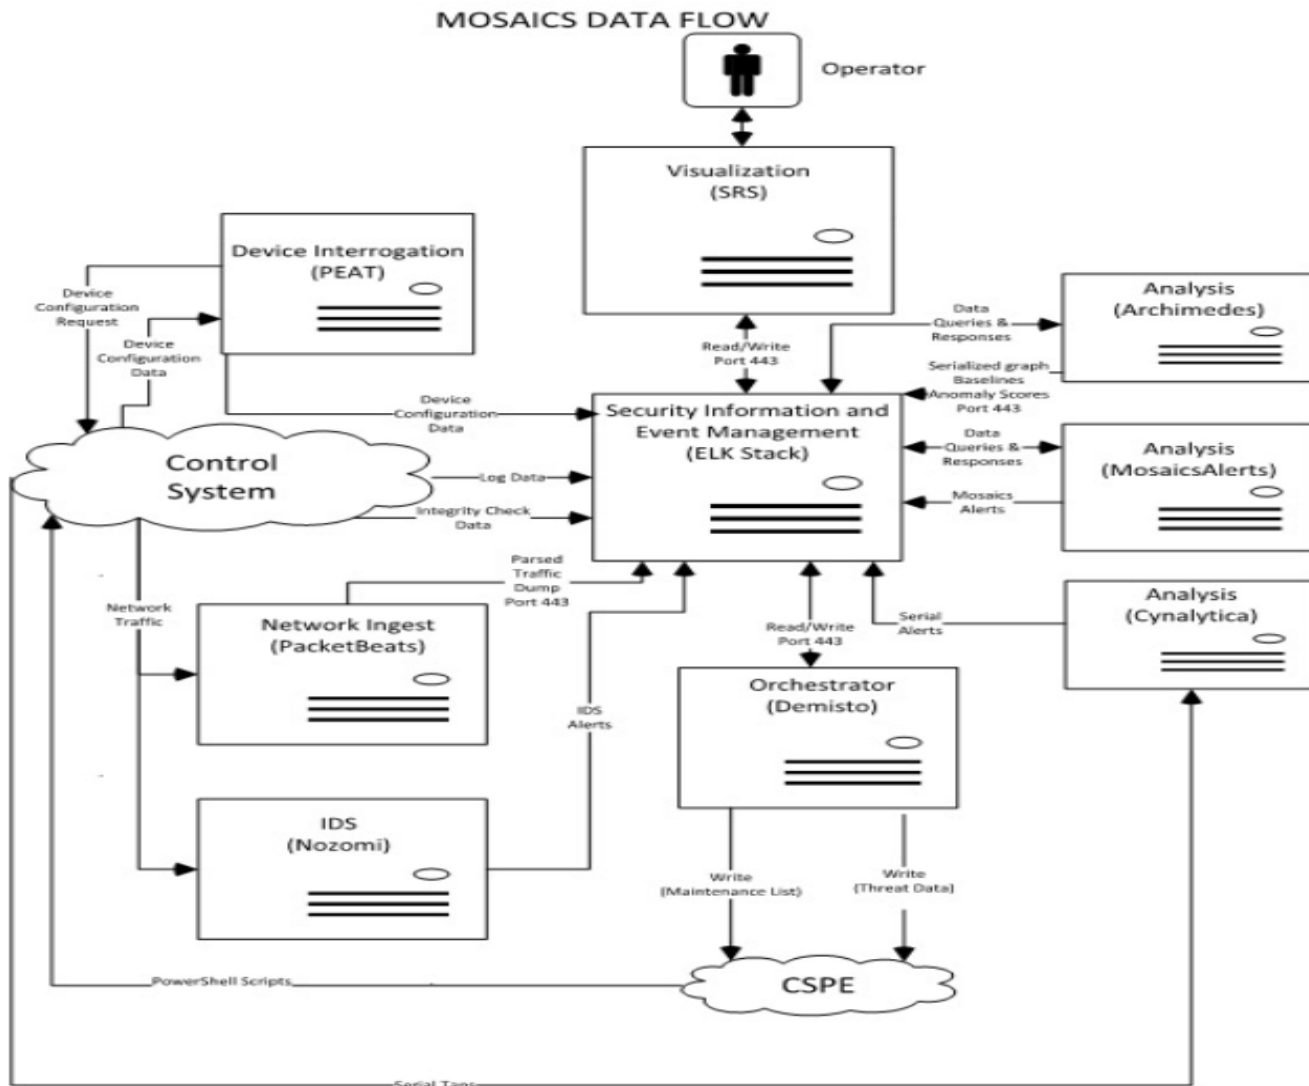 MOSAICS DATA FLOW
Operator
Visualization
(SRS)
Device Interrogation
(PEAT)
Device
Configuration
Request
Device
Configuration
Data
Read/Write
Port 443
Data
Queries &
Responses
Analysis
(Archimedes)
Serialized graph
Baselines
Anomaly Scores
Port 443
Device
Configuration
Data
Security Information and
Event Management
(ELK Stack)
Data
Queries &
Responses
Analysis
(MosaicsAlerts)
Mosaics
Alerts
Control
System
Log Data
Integrity Check
Data
Parsed
Traffic
Dump
Port 443
Network
Traffic
Network Ingest
(PacketBeats)
Read/Write
Port 443
Serial
Alerts
Analysis
(Cynalytica)
Orchestrator
(Demisto)
IDS
Alerts
IDS
(Nozomi)
Write
(Maintenance List)
Write
(Threat Data)
PowerShell Scripts
CSPE
Serial Taps